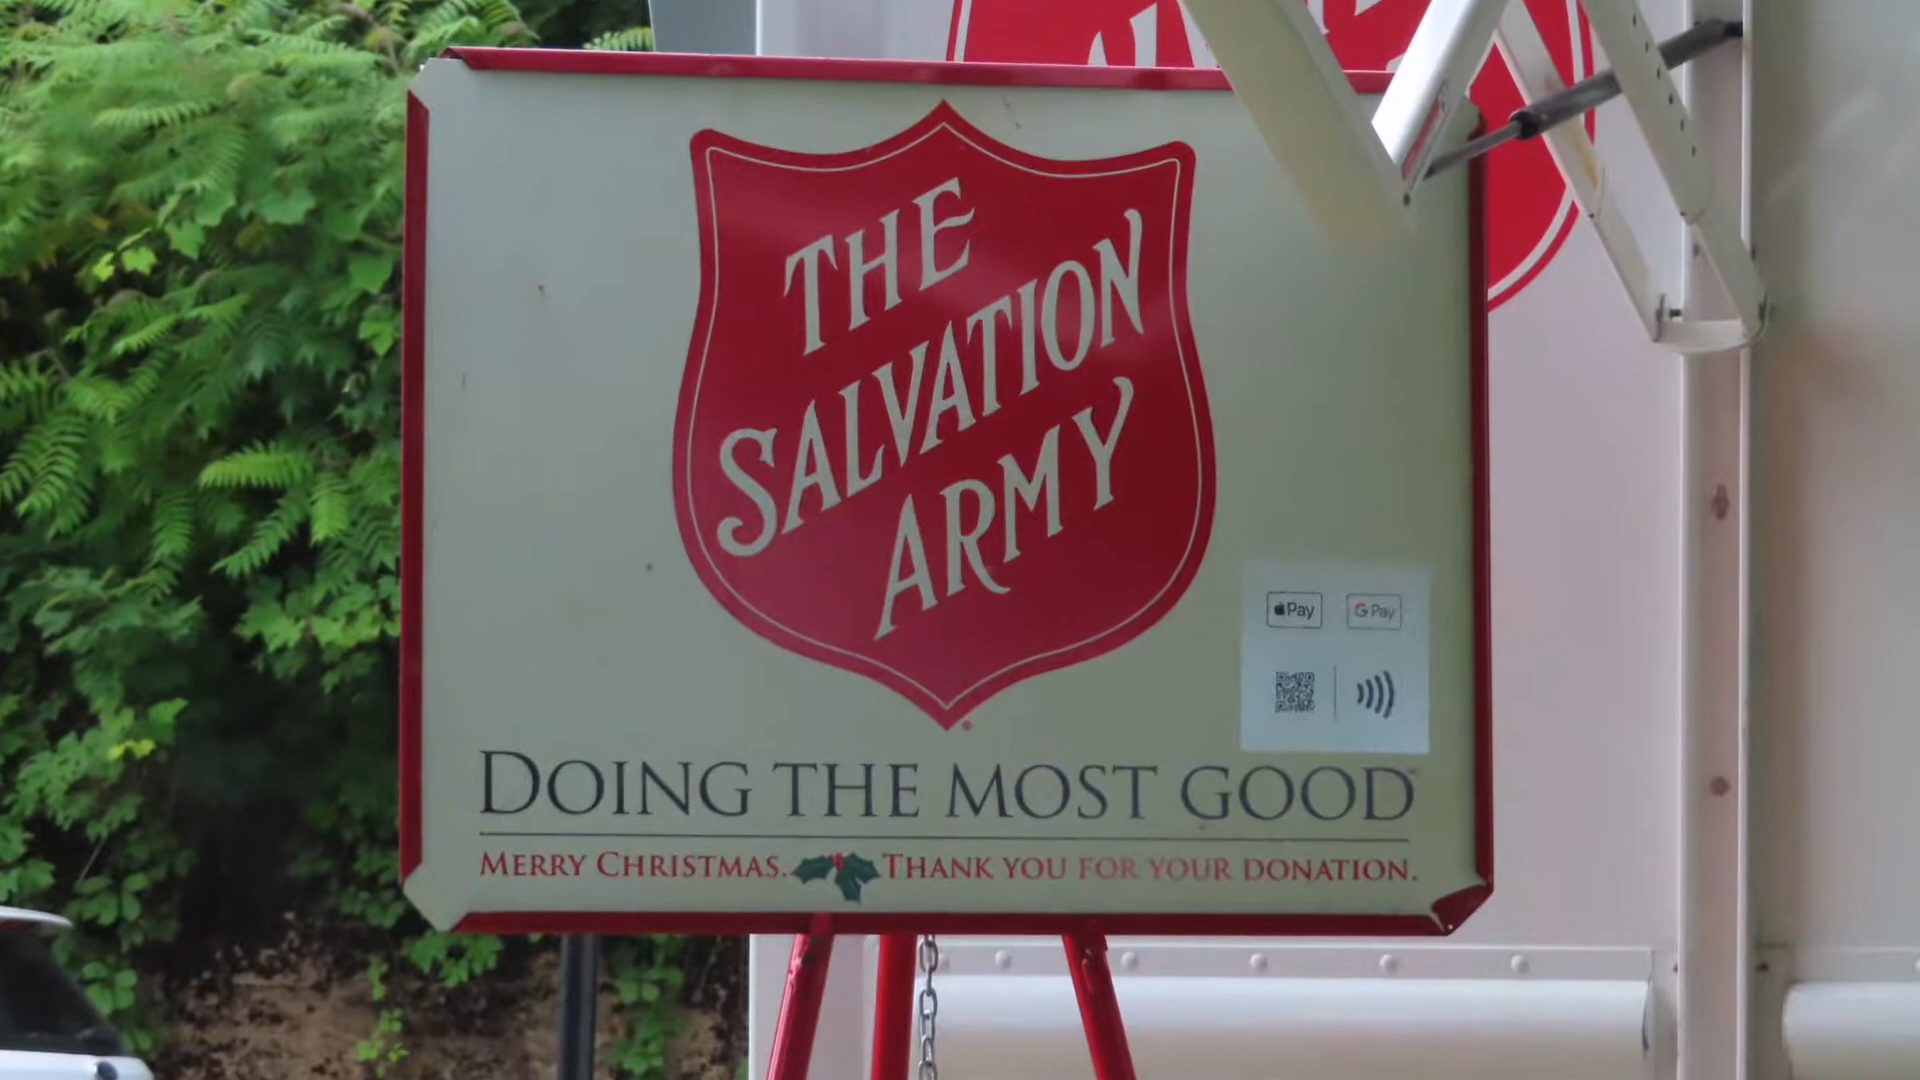 THE
SALVATION
ARMY
Pay
G Pay
DOING THE MOST GOOD
MERRY CHRISTMAS. THANK YOU FOR YOUR DONATION.